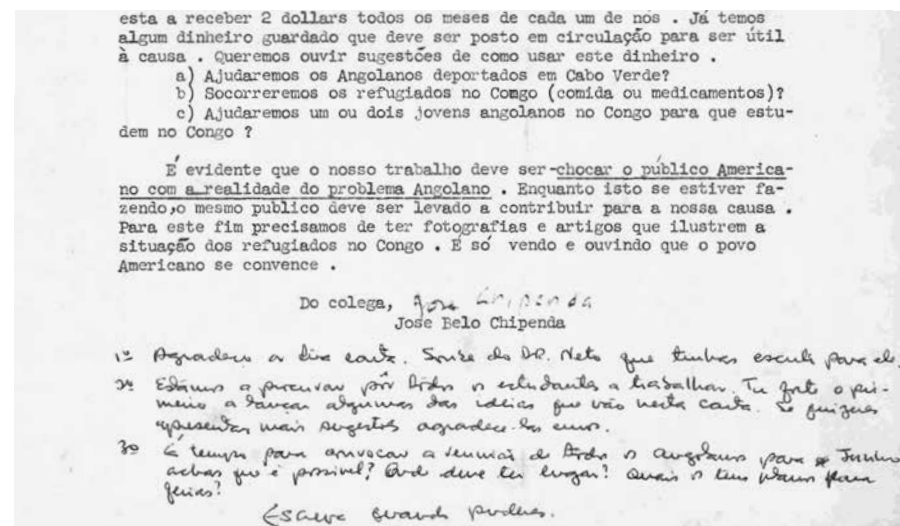 esta a receber 2 dollars todos os meses de cada um de nós . Já temos
algum dinheiro guardado que deve ser posto em circulação para ser útil
à causa . Queremos ouvir sugestões de como usar este dinheiro .
a) Ajudaremos os Angolanos deportados em Cabo Verde?
b) Socorreremos os refugiados no Comgo (comida ou medicamentos)?
c) Ajudaremos um ou dois jovens angolanos no Congo para que estu-
dem no Congo ?
É evidente que o nosso trabalho deve ser-chocar o público America-
no com a realidade do problema Angolano . Enquanto isto se estiver fa-
zendo,o mesmo publico deve ser levado a contribuir para a nossa causa .
Para este fim precisamos de ter fotografias e artigos que ilustrem a
situação dos refugiados no Congo . E só vendo e ouvindo que o povo
Americano se convence .
Do colega, Jose Chipenda
Jose Belo Chipenda
1º Agradeço a tua carta. Soube do DR. Neto que tinhas escrito para ele.
2º Estamos a procurar pôr todos os estudantes a trabalhar. Tu foste o pri-
meiro a lançar algumas das ideias que vão nesta carta. Se quizeres
apresentar mais sugestões agradece-las-emos.
3º É tempo para convocar a reunião de todos os angolanos para Junho
achas que é possivel? Onde deve ter lugar? Quais os teus planos para
ferias?
Escreve quando puderes.